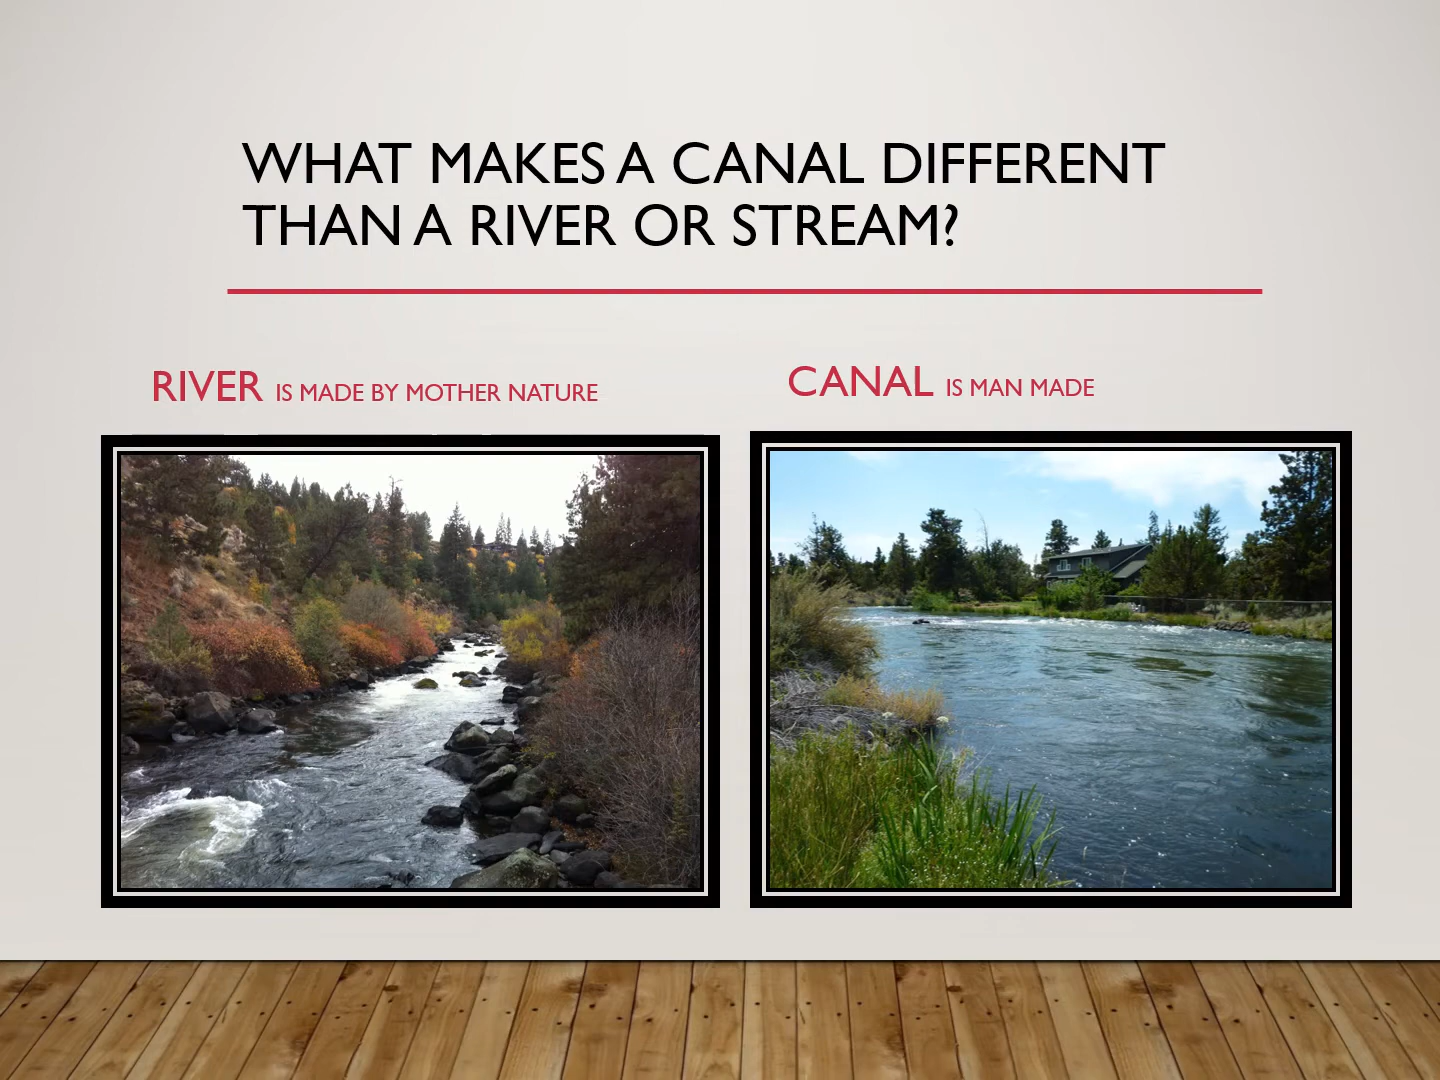 WHAT MAKES A CANAL DIFFERENT
THAN A RIVER OR STREAM?
RIVER IS MADE BY MOTHER NATURE
CANAL IS MAN MADE